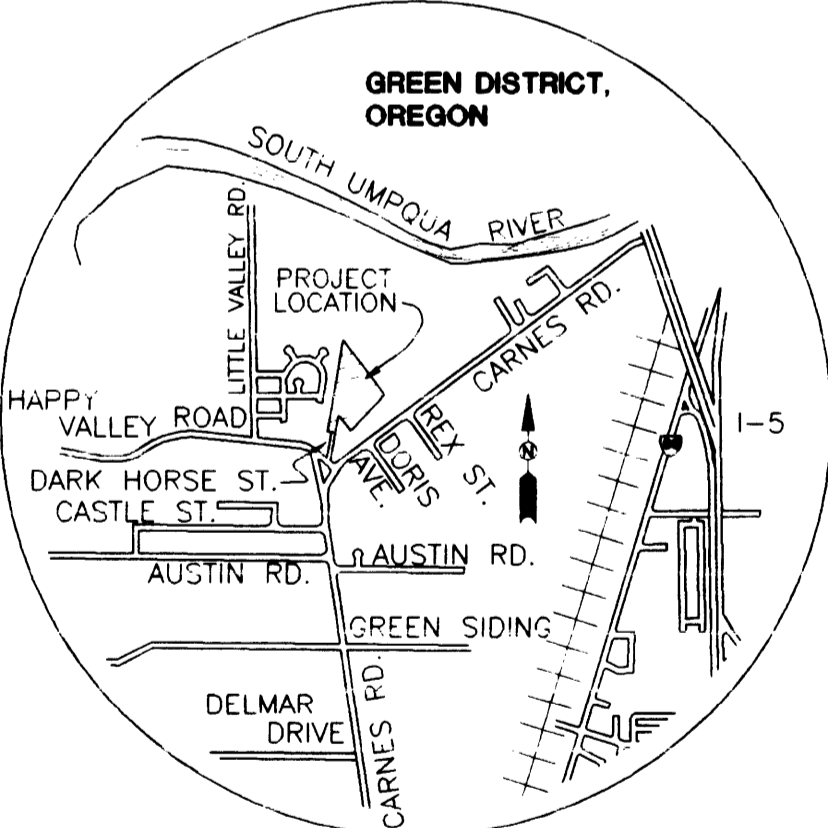 GREEN DISTRICT,
OREGON
SOUTH UMPQUA RIVER
LITTLE VALLEY RD.
PROJECT
LOCATION
CARNES RD.
HAPPY
VALLEY ROAD
REX ST.
DORIS
AVE.
N
I-5
DARK HORSE ST.
CASTLE ST.
AUSTIN RD.
AUSTIN RD.
GREEN SIDING
DELMAR
DRIVE
CARNES RD.